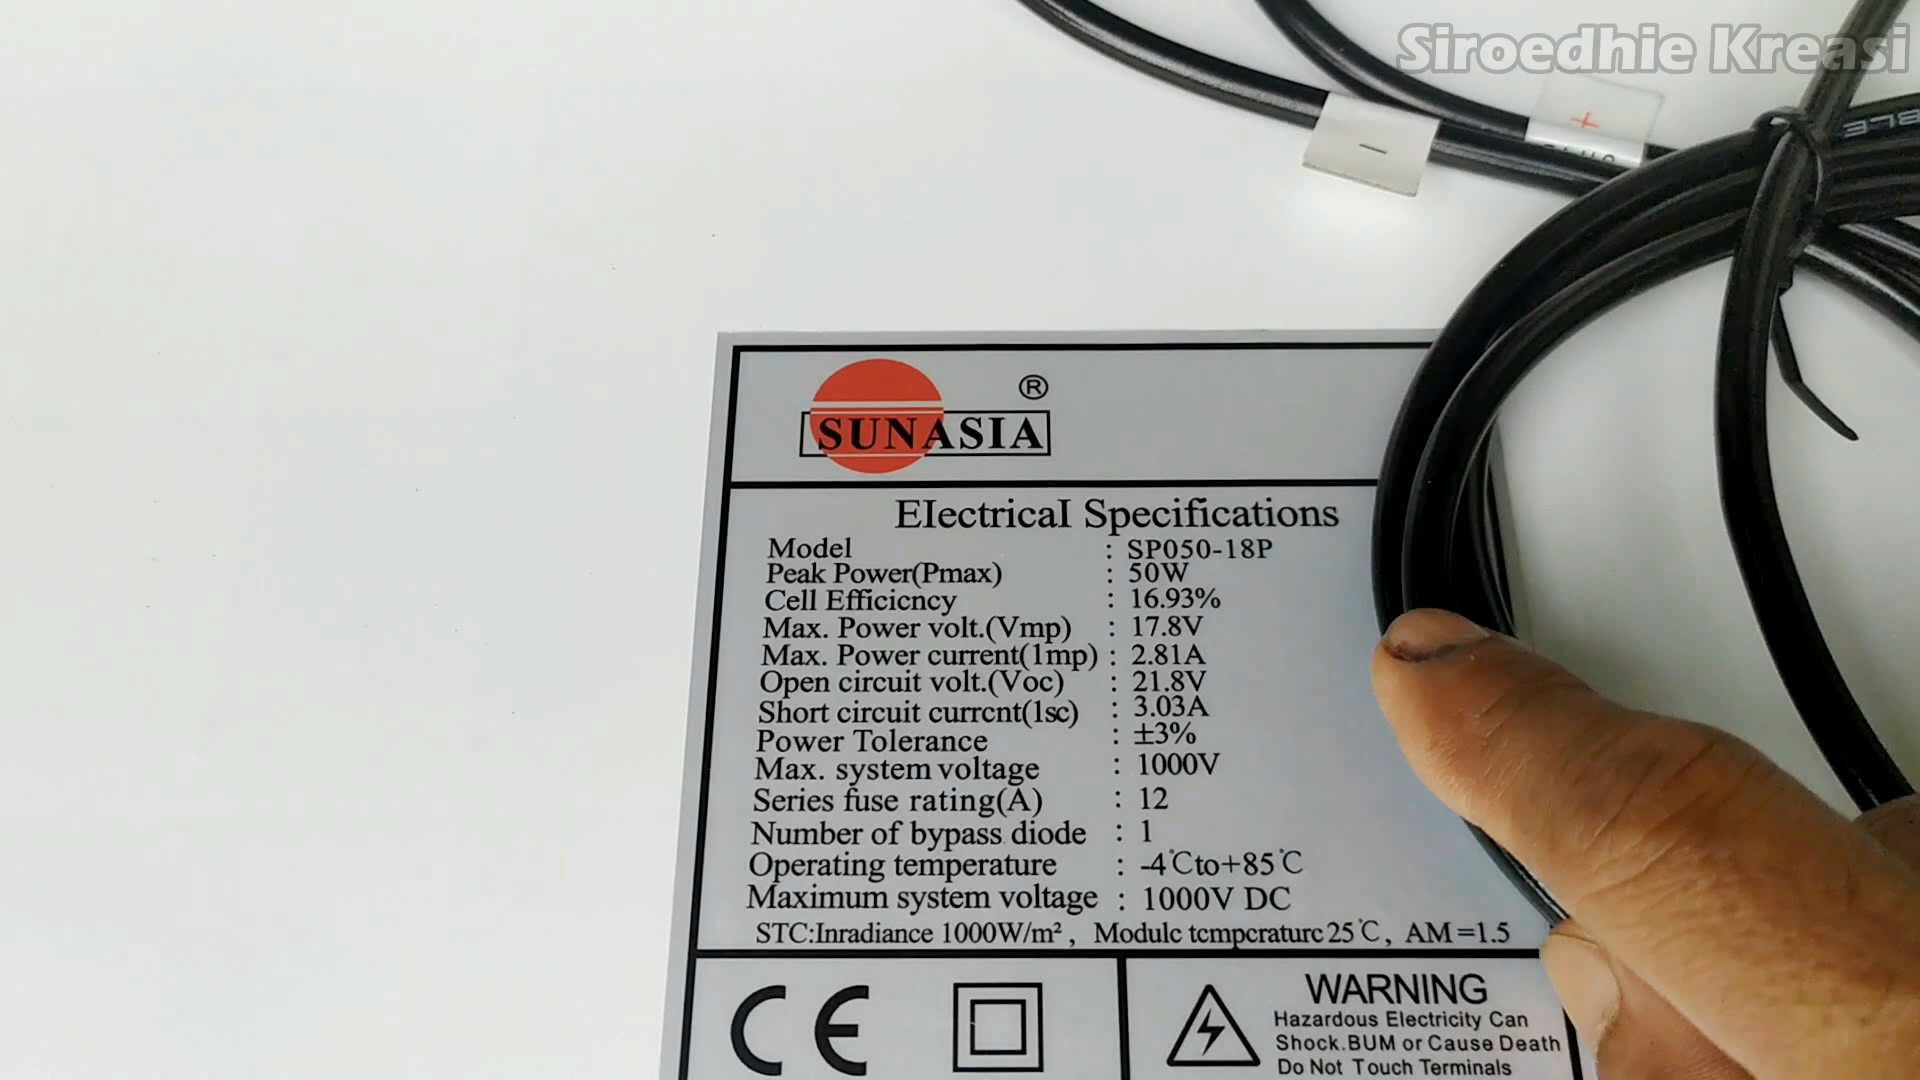 Siroedhie Kreasi
+
-
BLE
®
SUNASIA
Electrical Specifications
Model : SP050-18P
Peak Power(Pmax) : 50W
Cell Efficicncy : 16.93%
Max. Power volt.(Vmp) : 17.8V
Max. Power current(1mp) : 2.81A
Open circuit volt.(Voc) : 21.8V
Short circuit currcnt(1sc) : 3.03A
Power Tolerance : ±3%
Max. system voltage : 1000V
Series fuse rating(A) : 12
Number of bypass diode : 1
Operating temperature : -4℃to+85℃
Maximum system voltage : 1000V DC
STC:Inradiance 1000W/m², Modulc tcmpcraturc 25℃, AM=1.5
CE
WARNING
Hazardous Electricity Can
Shock.BUM or Cause Death
Do Not Touch Terminals